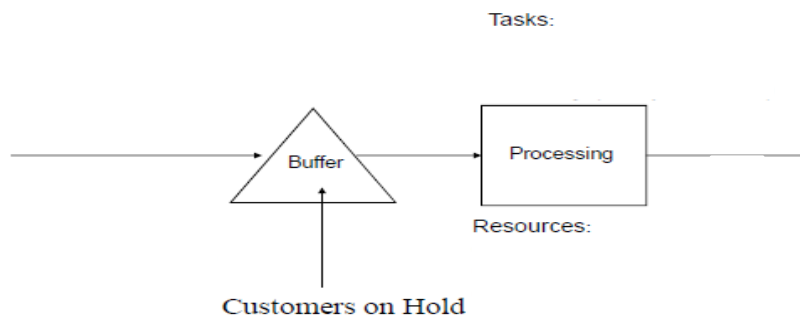 Tasks:
Buffer
Processing
Resources:
Customers on Hold